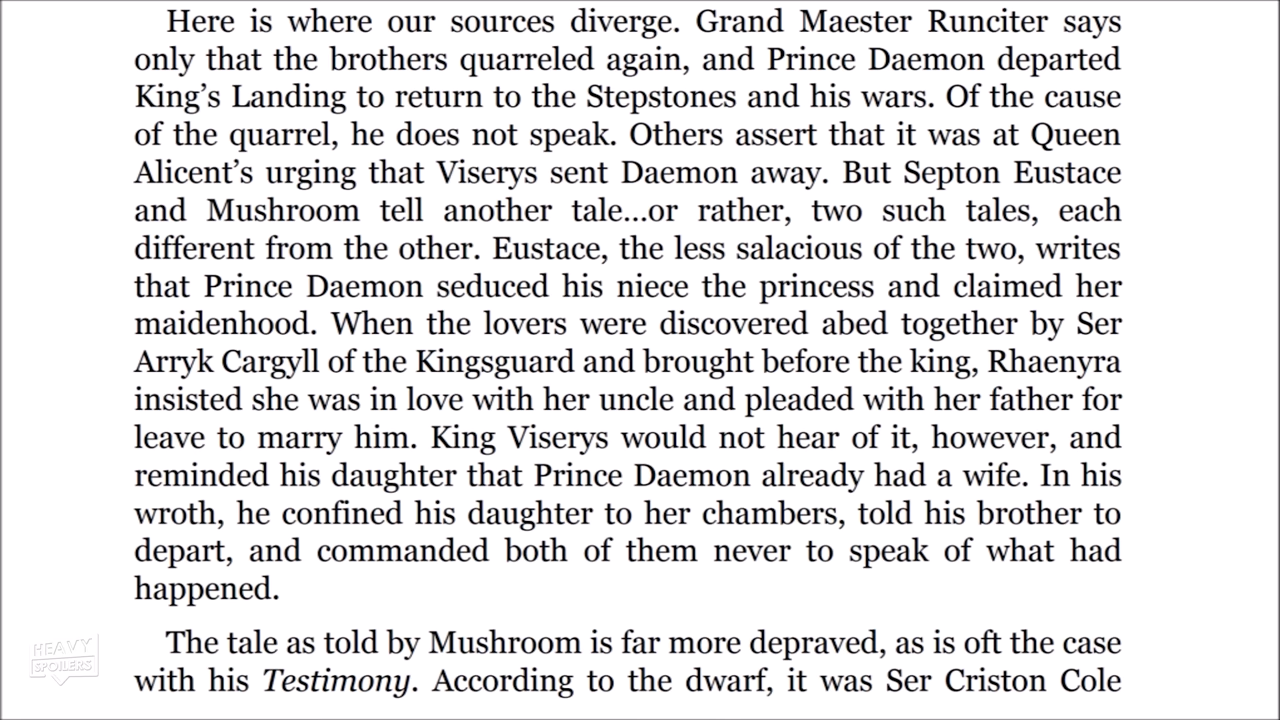 Here is where our sources diverge. Grand Maester Runciter says
only that the brothers quarreled again, and Prince Daemon departed
King’s Landing to return to the Stepstones and his wars. Of the cause
of the quarrel, he does not speak. Others assert that it was at Queen
Alicent’s urging that Viserys sent Daemon away. But Septon Eustace
and Mushroom tell another tale…or rather, two such tales, each
different from the other. Eustace, the less salacious of the two, writes
that Prince Daemon seduced his niece the princess and claimed her
maidenhood. When the lovers were discovered abed together by Ser
Arryk Cargyll of the Kingsguard and brought before the king, Rhaenyra
insisted she was in love with her uncle and pleaded with her father for
leave to marry him. King Viserys would not hear of it, however, and
reminded his daughter that Prince Daemon already had a wife. In his
wroth, he confined his daughter to her chambers, told his brother to
depart, and commanded both of them never to speak of what had
happened.
The tale as told by Mushroom is far more depraved, as is oft the case
with his Testimony. According to the dwarf, it was Ser Criston Cole
HEAVY
SPOILERS